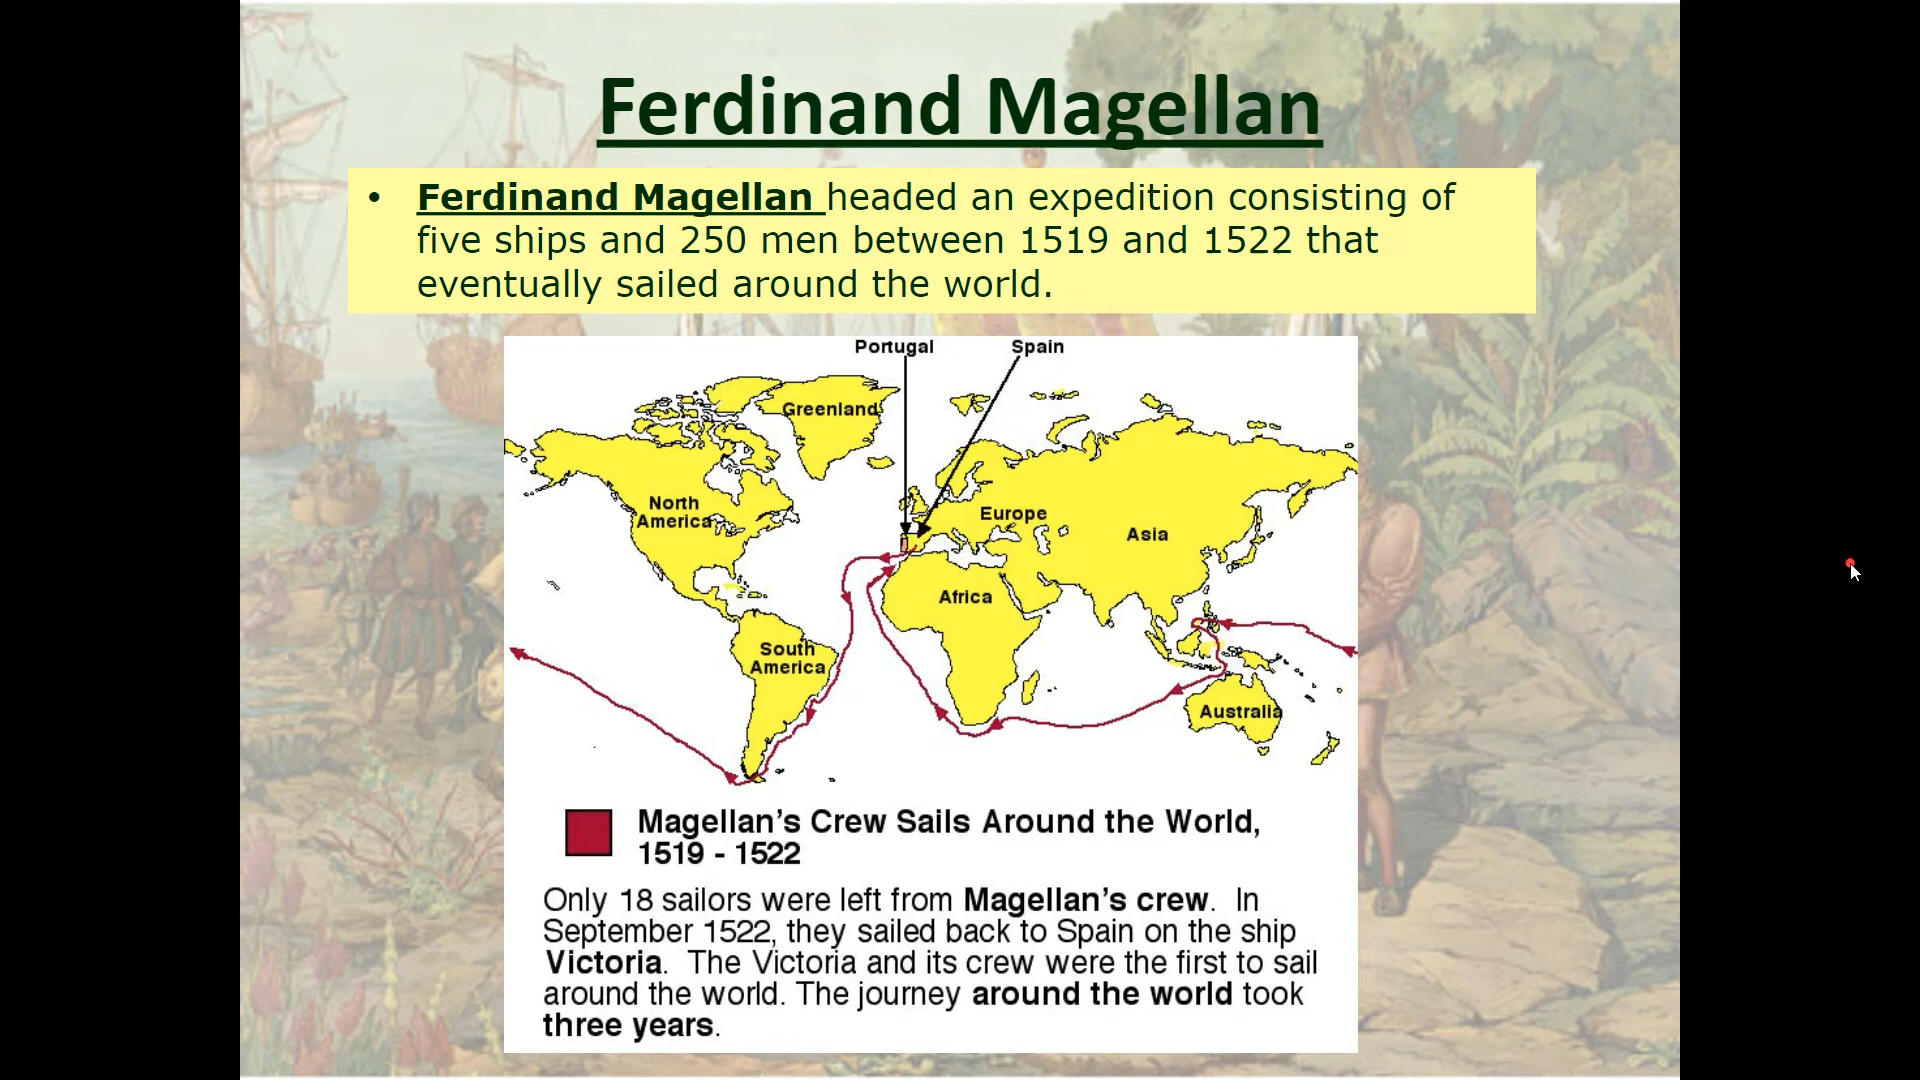 Ferdinand Magellan
• Ferdinand Magellan headed an expedition consisting of
five ships and 250 men between 1519 and 1522 that
eventually sailed around the world.
Portugal
Spain
Greenland
North
America
Europe
Asia
Africa
South
America
Australia
Magellan's Crew Sails Around the World,
1519 - 1522
Only 18 sailors were left from Magellan's crew. In
September 1522, they sailed back to Spain on the ship
Victoria. The Victoria and its crew were the first to sail
around the world. The journey around the world took
three years.